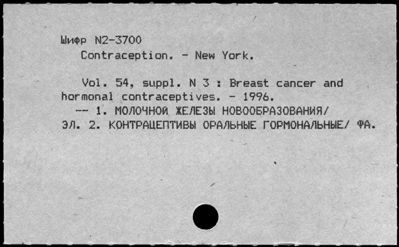 Шифр N2-3700
Contraception. - New York.
Vol. 54, suppl. N 3 : Breast cancer and
hormonal contraceptives. - 1996.
-- 1. МОЛОЧНОЙ ЖЕЛЕЗЫ НОВООБРАЗОВАНИЯ/
ЭЛ. 2. КОНТРАЦЕПТИВЫ ОРАЛЬНЫЕ ГОРМОНАЛЬНЫЕ/ ФА.